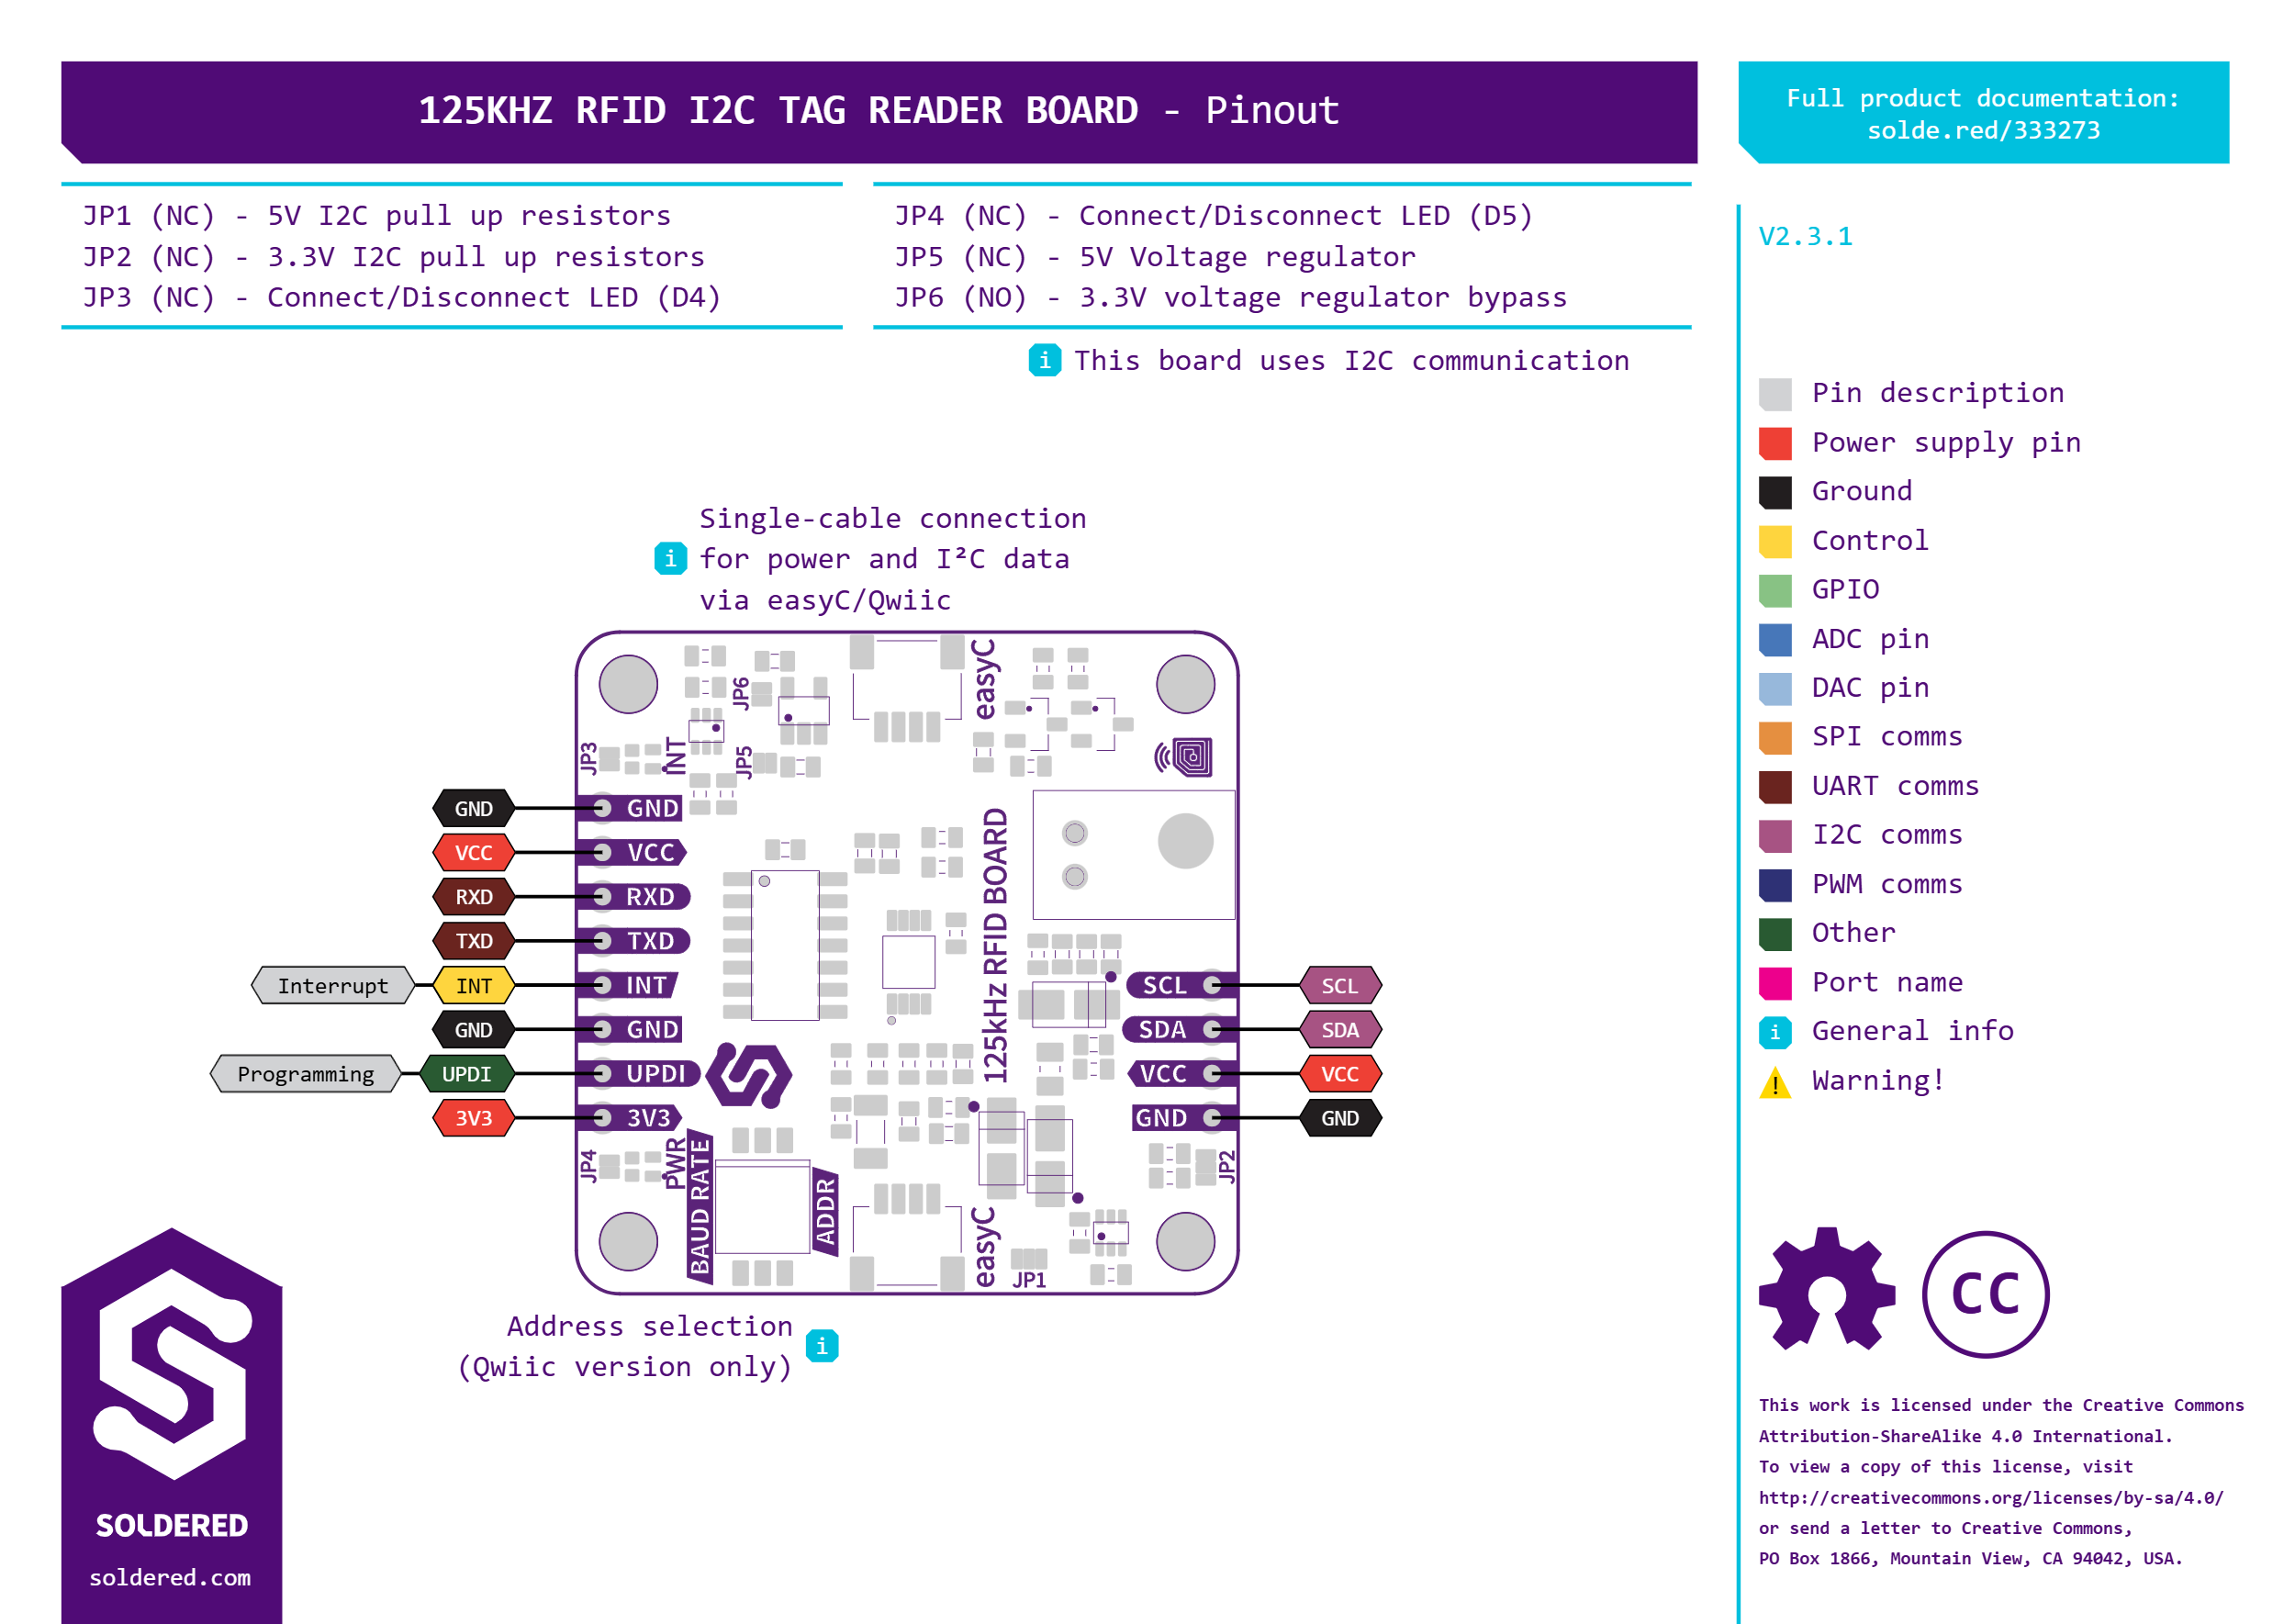 125KHZ RFID I2C TAG READER BOARD - Pinout
Full product documentation:
solde.red/333273
JP1 (NC) - 5V I2C pull up resistors
JP2 (NC) - 3.3V I2C pull up resistors
JP3 (NC) - Connect/Disconnect LED (D4)
JP4 (NC) - Connect/Disconnect LED (D5)
JP5 (NC) - 5V Voltage regulator
JP6 (NO) - 3.3V voltage regulator bypass
i This board uses I2C communication
V2.3.1
Pin description
Power supply pin
Ground
Control
GPIO
ADC pin
DAC pin
SPI comms
UART comms
I2C comms
PWM comms
Other
Port name
i General info
! Warning!
Single-cable connection
i for power and I²C data
via easyC/Qwiic
easyC
JP6
JP3
INT
JP5
GND GND
VCC VCC
RXD RXD
TXD TXD
Interrupt INT INT
GND GND
Programming UPDI UPDI
3V3 3V3
125kHz RFID BOARD
SCL SCL
SDA SDA
VCC VCC
GND GND
JP4
PWR
BAUD RATE
ADDR
easyC
JP1
JP2
Address selection i
(Qwiic version only)
SOLDERED
soldered.com
CC
This work is licensed under the Creative Commons
Attribution-ShareAlike 4.0 International.
To view a copy of this license, visit
http://creativecommons.org/licenses/by-sa/4.0/
or send a letter to Creative Commons,
PO Box 1866, Mountain View, CA 94042, USA.